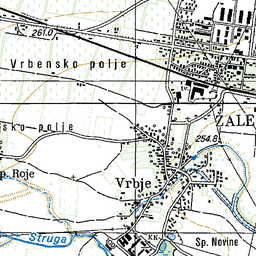 261.0
Vrbensko polje
ZALE
254.8
sko polje
p. Roje
Vrbje
Struga
KK
Sp. Novine